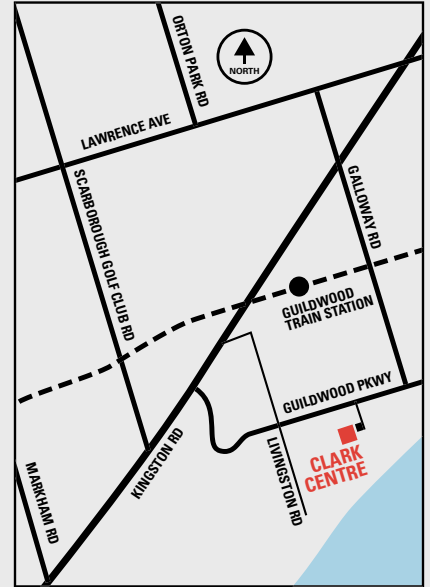 ORTON PARK RD
NORTH
LAWRENCE AVE
SCARBOROUGH GOLF CLUB RD
GALLOWAY RD
GUILDWOOD
TRAIN STATION
GUILDWOOD PKWY
KINGSTON RD
LIVINGSTON RD
CLARK
CENTRE
MARKHAM RD